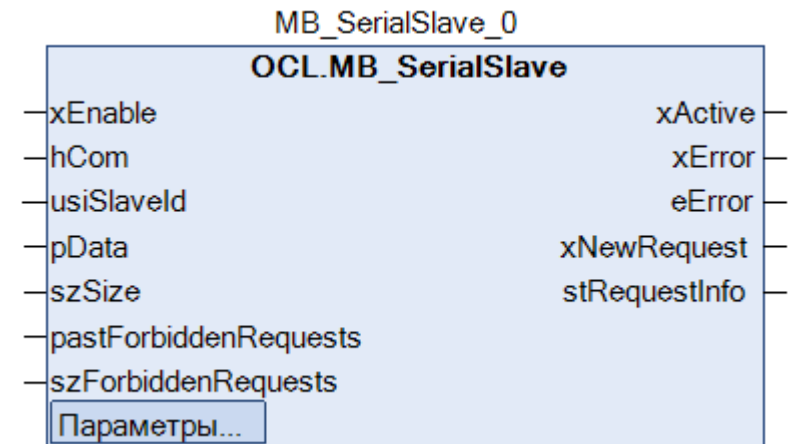 MB_SerialSlave_0
OCL.MB_SerialSlave
xEnable xActive
hCom xError
usiSlaveId eError
pData xNewRequest
szSize stRequestInfo
pastForbiddenRequests
szForbiddenRequests
Параметры...